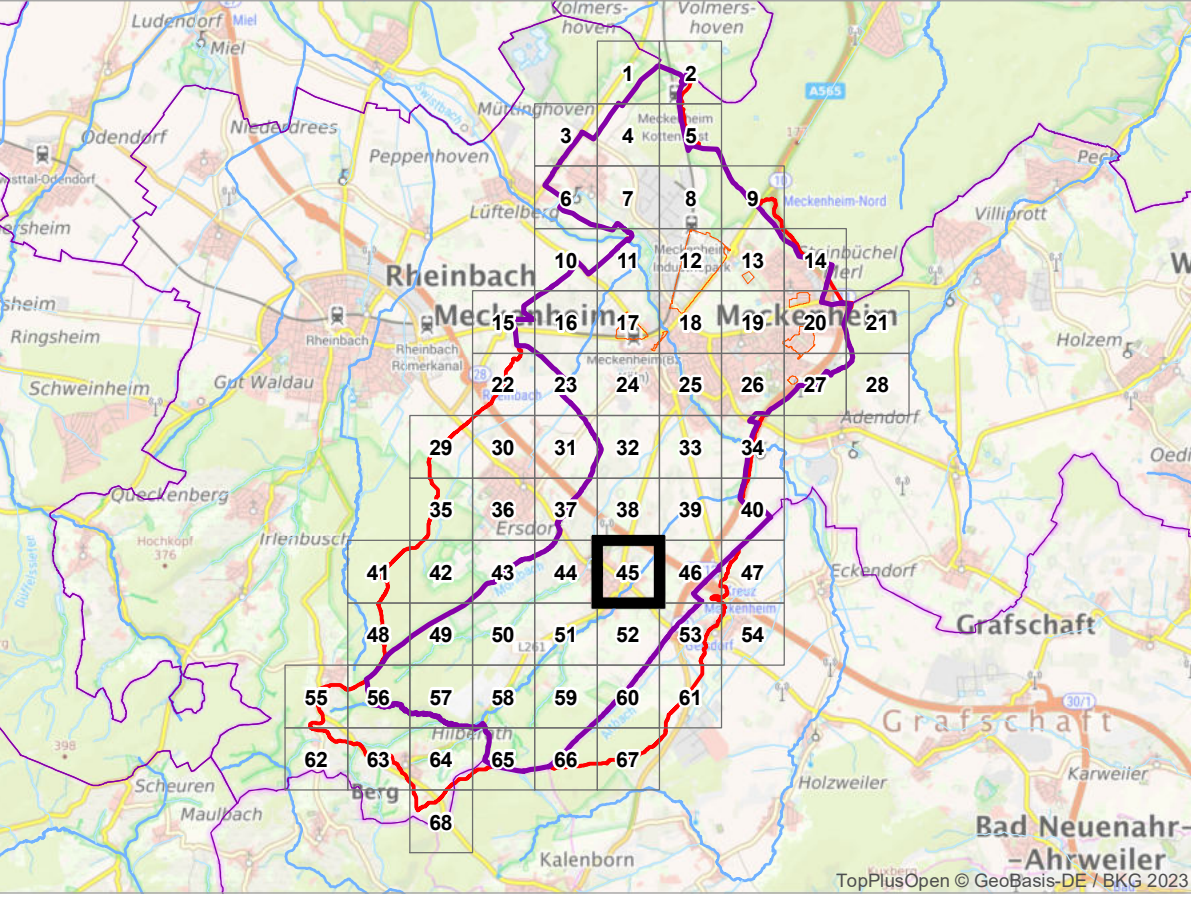 Ludendorf
Miel
Miel
Volmers-
hoven
Volmers-
hoven
A565
Swistbach
Müttinghoven
Odendorf
Niederdrees
Peppenhoven
Meckenheim
1
2
3
4
5
6
7
8
9
10
Meckenheim-Nord
Lüftelberg
Villiprott
10
11
12
13
14
Rheinbach
Meckenheim
Meckenheim
15
16
17
18
19
20
21
Ringsheim
Rheinbach
Rheinbach
Römerkanal
Holzem
Schweinheim
Gut Waldau
28
Rheinbach
22
23
24
25
26
27
28
Adendorf
29
30
31
32
33
34
Queckenberg
35
36
37
38
39
40
Ersdorf
Irlenbusch
Hochkopf
376
41
42
43
44
45
46
47
Eckendorf
Meckenheim
48
49
50
51
52
53
54
Grafschaft
L261
55
56
57
58
59
60
61
30/1
Grafschaft
Hilberath
398
62
63
64
65
66
67
Scheuren
Berg
Holzweiler
Karweiler
Maulbach
68
Bad Neuenahr-
-Ahrweiler
Kalenborn
TopPlusOpen © GeoBasis-DE / BKG 2023